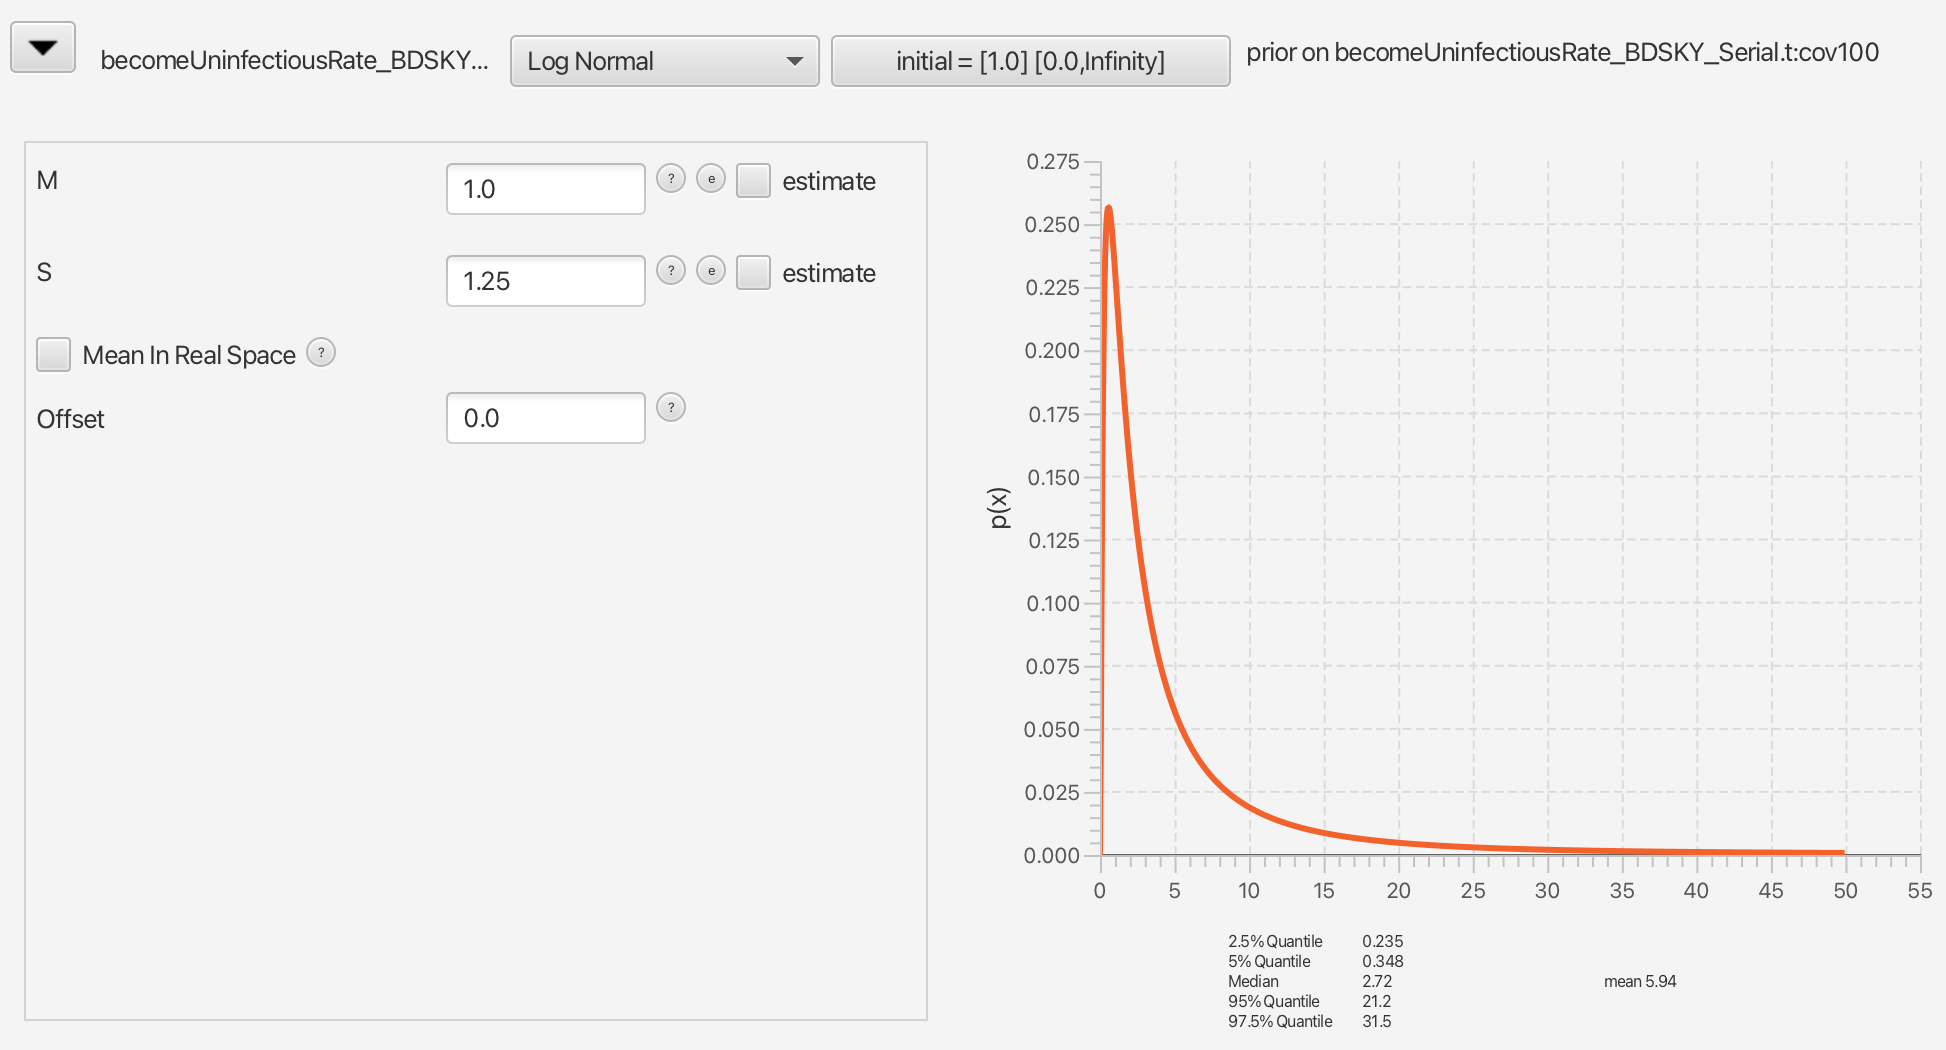 becomeUninfectiousRate_BDSKY... Log Normal initial = [1.0] [0.0,Infinity] prior on becomeUninfectiousRate_BDSKY_Serial.t:cov100
M 1.0 ? e estimate
S 1.25 ? e estimate
Mean In Real Space ?
Offset 0.0 ?
p(x)
0.275
0.250
0.225
0.200
0.175
0.150
0.125
0.100
0.075
0.050
0.025
0.000
0 5 10 15 20 25 30 35 40 45 50 55
2.5% Quantile 0.235
5% Quantile 0.348
Median 2.72 mean 5.94
95% Quantile 21.2
97.5% Quantile 31.5